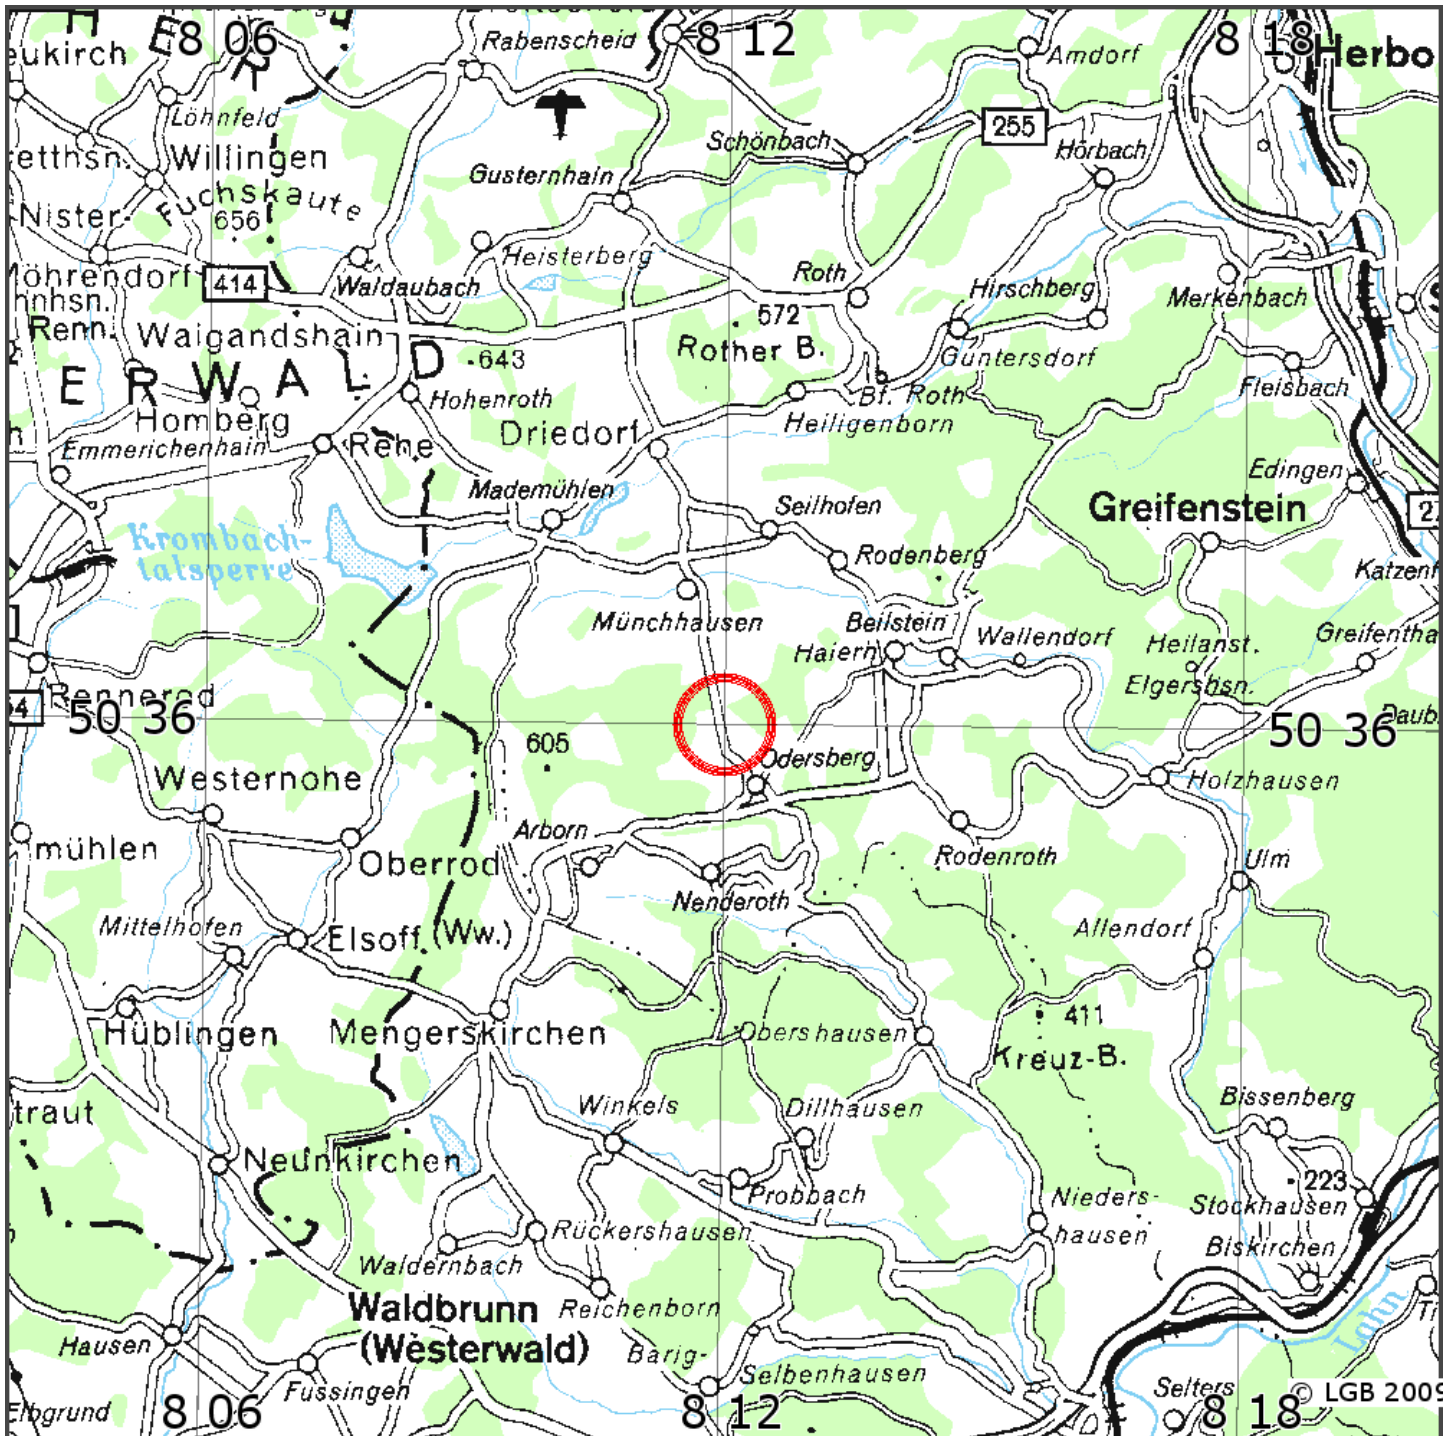 8 06
8 12
8 18
Herbo
eukirch
Rabenscheid
Amdorf
Löhnfeld
255
Schönbach
Hörbach
etthsn.
Willingen
Gusternhain
Fuchskaute
656
Nister-
Heisterberg
Roth
Hirschberg
Merkenbach
Möhrendorf
414
Waldaubach
hnhsn.
Renn.
Waigandshain
572
Rother B.
643
Guntersdorf
Fleisbach
E R W A L D
Hohenroth
Bf. Roth
Homberg
Heiligenborn
Emmerichenhain
Rehe
Driedorf
Edingen
Mademühlen
Seilhofen
Greifenstein
Krombach-
talsperre
Rodenberg
Katzenf
Münchhausen
Beilstein
Wallendorf
Heilanst.
Greifentha
Haiern
Elgershsn.
Rennerod
50 36
50 36
Daub
605
Odersberg
Westernohe
Holzhausen
Arborn
mühlen
Oberrod
Rodenroth
Ulm
Nenderoth
Mittelhofen
Elsoff (Ww.)
Allendorf
Hüblingen
Mengerskirchen
Obershausen
411
Kreuz-B.
traut
Winkels
Dillhausen
Bissenberg
Neunkirchen
Probbach
Nieders-
hausen
223
Stockhausen
Rückershausen
Waldernbach
Biskirchen
Waldbrunn
(Westerwald)
Reichenborn
Lahn
Hausen
Barig-
Selbenhausen
Fussingen
Selters
© LGB 2009
Elbgrund
8 06
8 12
8 18